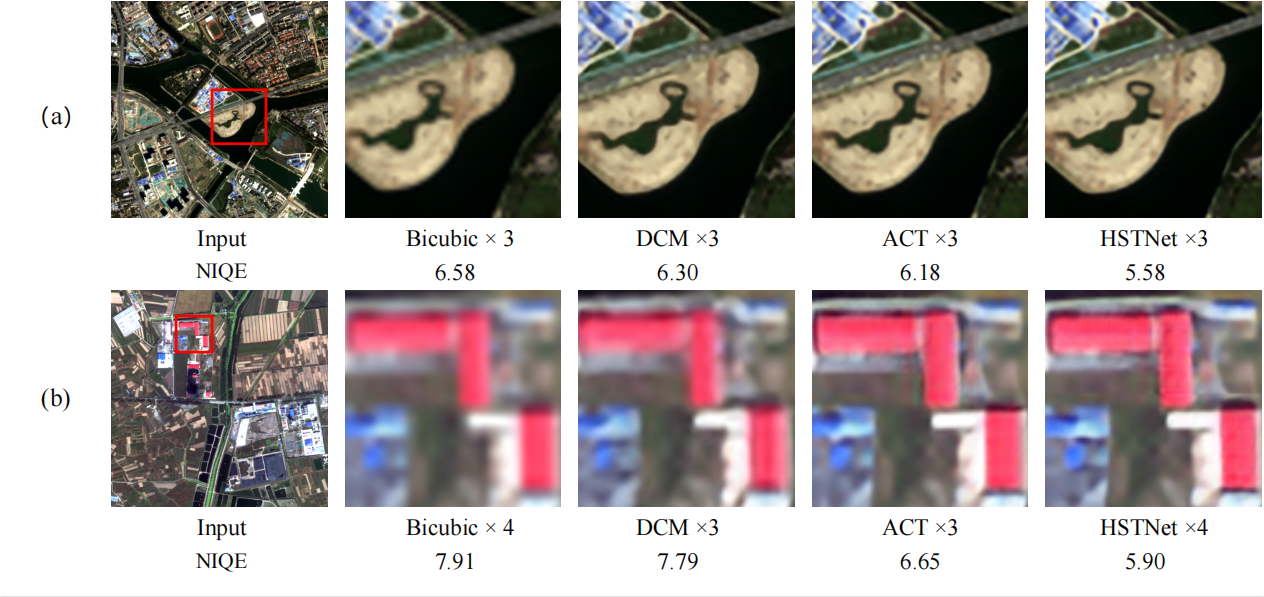 (a)
Input Bicubic × 3 DCM ×3 ACT ×3 HSTNet ×3
NIQE 6.58 6.30 6.18 5.58
(b)
Input Bicubic × 4 DCM ×3 ACT ×3 HSTNet ×4
NIQE 7.91 7.79 6.65 5.90